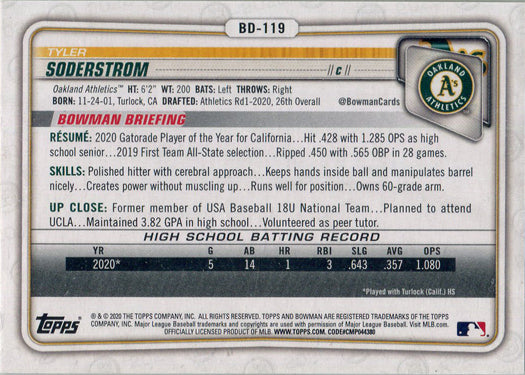 BD-119
TYLER
SODERSTROM
// C //
OAKLAND
A's
ATHLETICS
Oakland Athletics™ HT: 6'2" WT: 200 BATS: Left THROWS: Right
BORN: 11-24-01, Turlock, CA DRAFTED: Athletics Rd1-2020, 26th Overall
@BowmanCards
BOWMAN BRIEFING
RÉSUMÉ: 2020 Gatorade Player of the Year for California...Hit .428 with 1.285 OPS as high
school senior...2019 First Team All-State selection...Ripped .450 with .565 OBP in 28 games.
SKILLS: Polished hitter with cerebral approach...Keeps hands inside ball and manipulates barrel
nicely...Creates power without muscling up...Runs well for position...Owns 60-grade arm.
UP CLOSE: Former member of USA Baseball 18U National Team...Planned to attend
UCLA...Maintained 3.82 GPA in high school...Volunteered as peer tutor.
HIGH SCHOOL BATTING RECORD
YR G AB HR RBI SLG AVG OPS
2020* 5 14 1 3 .643 .357 1.080
*Played with Turlock (Calif.) HS
TOPPS
® & © 2020 THE TOPPS COMPANY, INC. ALL RIGHTS RESERVED. TOPPS AND BOWMAN ARE REGISTERED TRADEMARKS OF THE TOPPS
COMPANY, INC. Major League Baseball trademarks and copyrights are used with permission of Major League Baseball. Visit MLB.com.
OFFICIALLY LICENSED PRODUCT OF MLB. WWW.TOPPS.COM. CODE#CMP044380